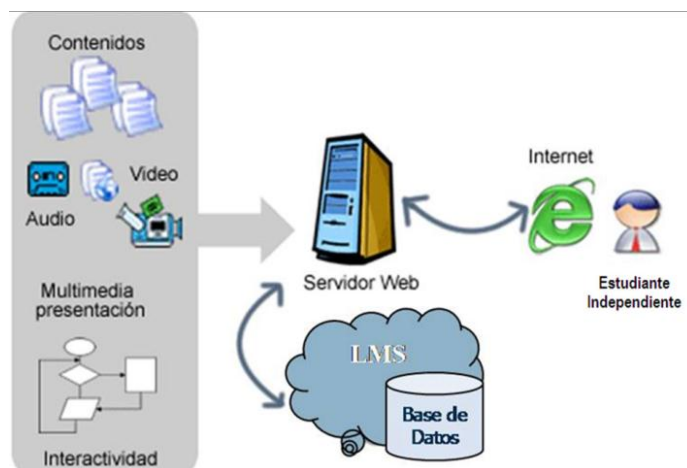 Contenidos
Video
Audio
Multimedia
presentación
Interactividad
Servidor Web
LMS
Base de
Datos
Internet
Estudiante
Independiente